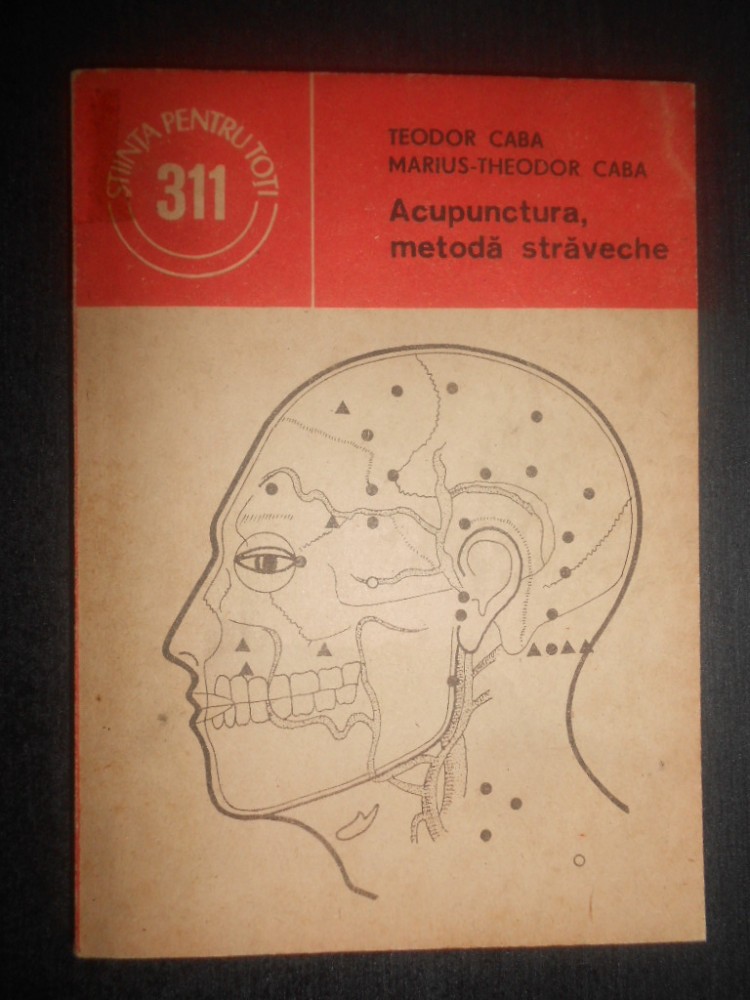 ȘTIINȚA PENTRU TOȚI
311
TEODOR CABA
MARIUS-THEODOR CABA
Acupunctura,
metodă străveche